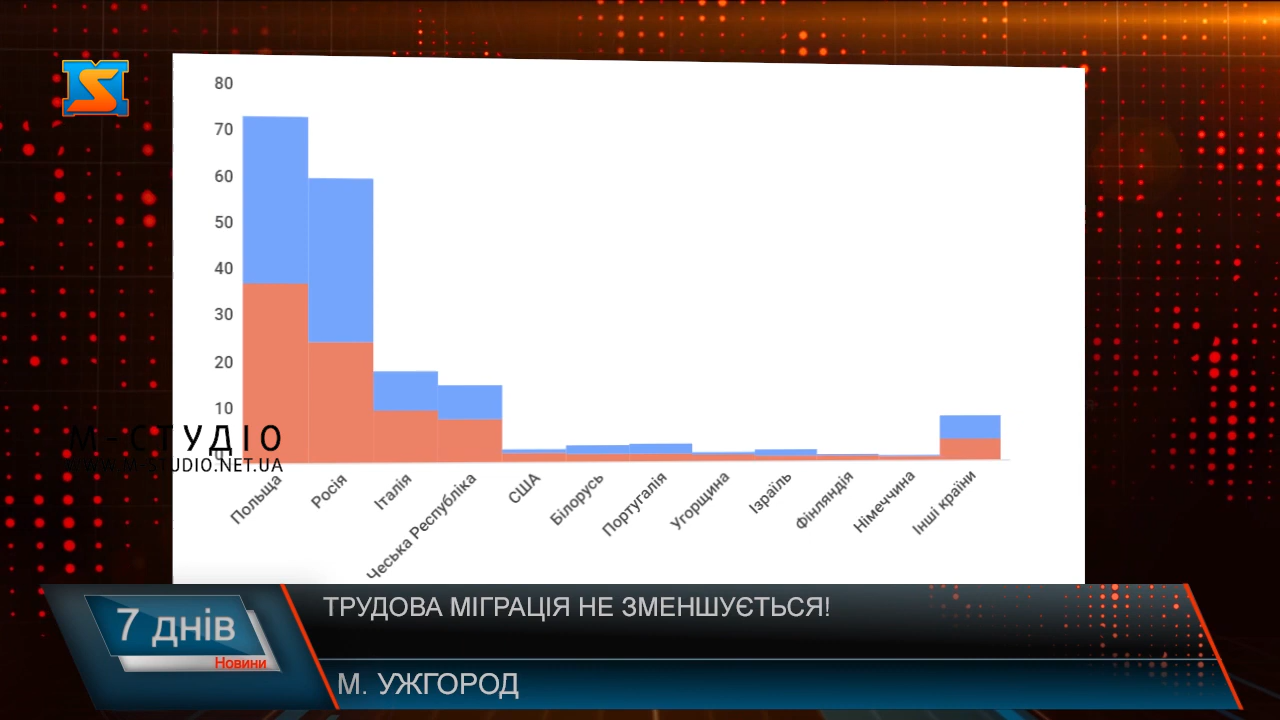 80
70
60
50
40
30
20
10
М-СТУДІО
WWW.M-STUDIO.NET.UA
Польща
Росія
Італія
Чеська Республіка
США
Білорусь
Португалія
Угорщина
Ізраїль
Фінляндія
Німеччина
Інші країни
7 днів
Новини
ТРУДОВА МІГРАЦІЯ НЕ ЗМЕНШУЄТЬСЯ!
М. УЖГОРОД